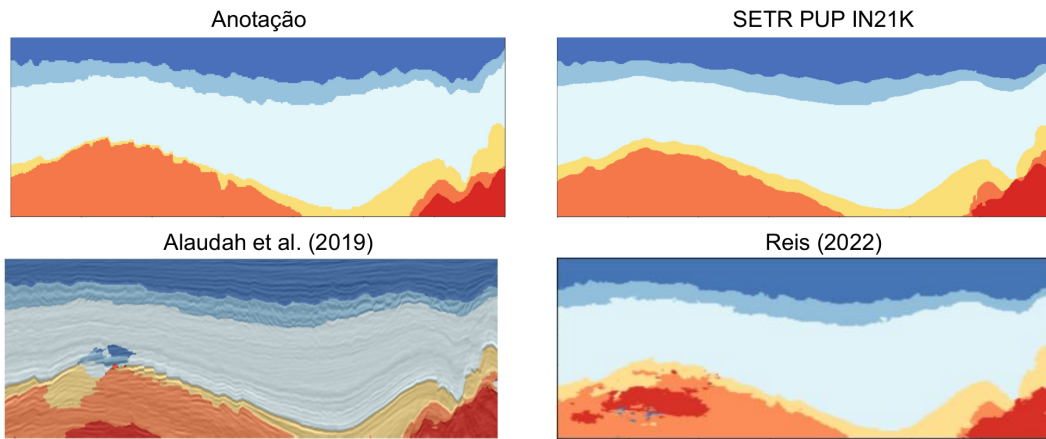 Anotação
SETR PUP IN21K
Alaudah et al. (2019)
Reis (2022)